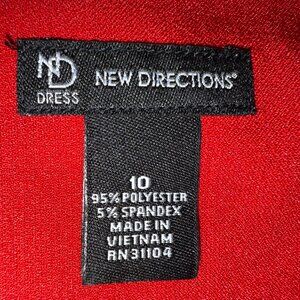 ND
DRESS
NEW DIRECTIONS®
10
95% POLYESTER
5% SPANDEX
MADE IN
VIETNAM
RN31104